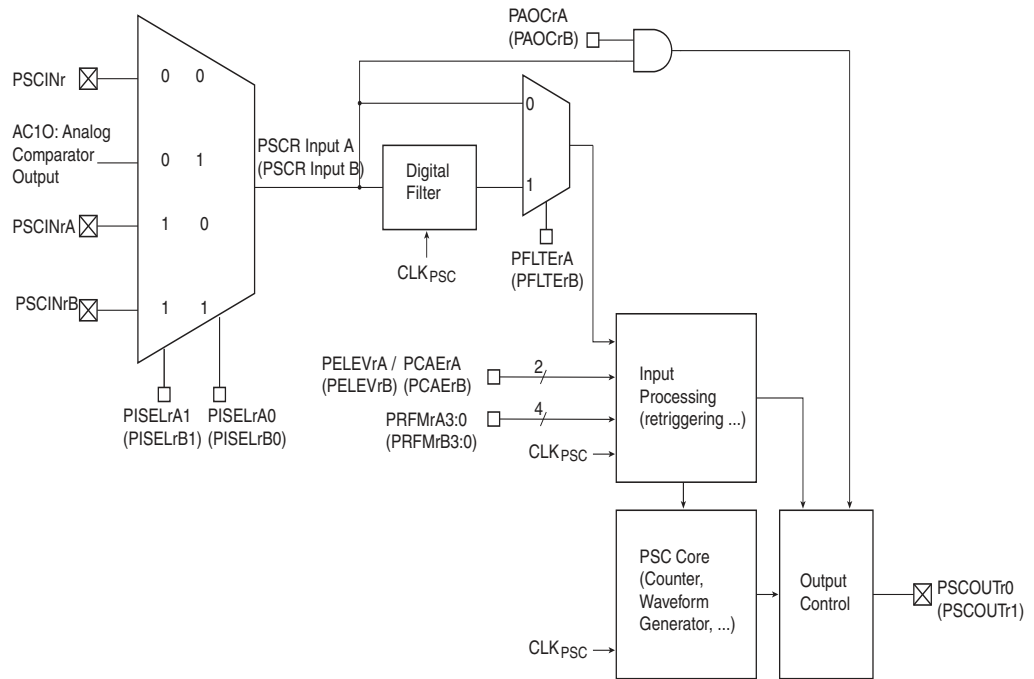 PAOCrA
(PAOCrB)
PSCINr
0 0
0
AC1O: Analog
Comparator
Output
0 1
PSCR Input A
(PSCR Input B)
Digital
Filter
1
PSCINrA
1 0
CLKPSC
PFLTErA
(PFLTErB)
PSCINrB
1 1
PISELrA1
(PISELrB1)
PISELrA0
(PISELrB0)
PELEVrA / PCAErA
(PELEVrB) (PCAErB)
2
PRFMrA3:0
(PRFMrB3:0)
4
CLKPSC
Input
Processing
(retriggering ...)
PSC Core
(Counter,
Waveform
Generator, ...)
CLKPSC
Output
Control
PSCOUTr0
(PSCOUTr1)